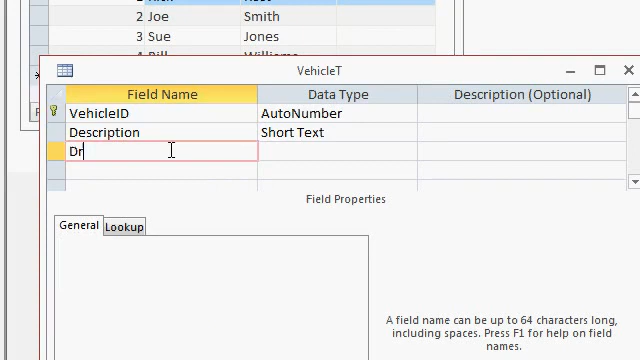 2 Joe Smith
3 Sue Jones
VehicleT
Field Name Data Type Description (Optional)
VehicleID AutoNumber
Description Short Text
Dr
Field Properties
General Lookup
A field name can be up to 64 characters long,
including spaces. Press F1 for help on field
names.